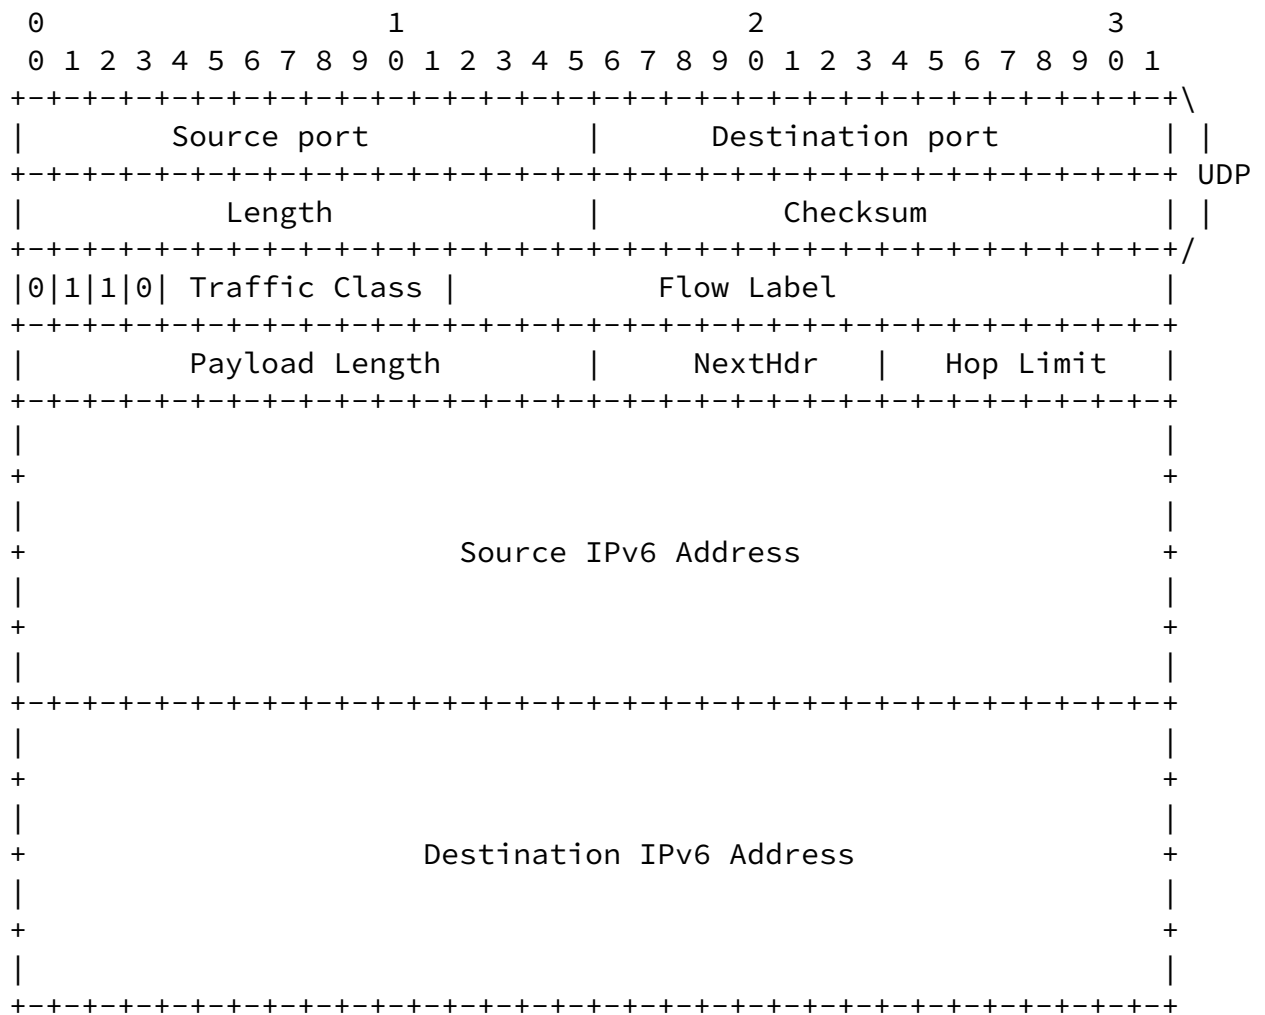 0                   1                   2                   3
 0 1 2 3 4 5 6 7 8 9 0 1 2 3 4 5 6 7 8 9 0 1 2 3 4 5 6 7 8 9 0 1
+-+-+-+-+-+-+-+-+-+-+-+-+-+-+-+-+-+-+-+-+-+-+-+-+-+-+-+-+-+-+-+-+\
|        Source port            |      Destination port         | |
+-+-+-+-+-+-+-+-+-+-+-+-+-+-+-+-+-+-+-+-+-+-+-+-+-+-+-+-+-+-+-+-+ UDP
|           Length              |          Checksum             | |
+-+-+-+-+-+-+-+-+-+-+-+-+-+-+-+-+-+-+-+-+-+-+-+-+-+-+-+-+-+-+-+-+/
|0|1|1|0| Traffic Class |           Flow Label                  |
+-+-+-+-+-+-+-+-+-+-+-+-+-+-+-+-+-+-+-+-+-+-+-+-+-+-+-+-+-+-+-+-+
|         Payload Length        |     NextHdr   |   Hop Limit   |
+-+-+-+-+-+-+-+-+-+-+-+-+-+-+-+-+-+-+-+-+-+-+-+-+-+-+-+-+-+-+-+-+
|                                                               |
+                                                               +
|                                                               |
+                        Source IPv6 Address                    +
|                                                               |
+                                                               +
|                                                               |
+-+-+-+-+-+-+-+-+-+-+-+-+-+-+-+-+-+-+-+-+-+-+-+-+-+-+-+-+-+-+-+-+
|                                                               |
+                                                               +
|                                                               |
+                      Destination IPv6 Address                 +
|                                                               |
+                                                               +
|                                                               |
+-+-+-+-+-+-+-+-+-+-+-+-+-+-+-+-+-+-+-+-+-+-+-+-+-+-+-+-+-+-+-+-+